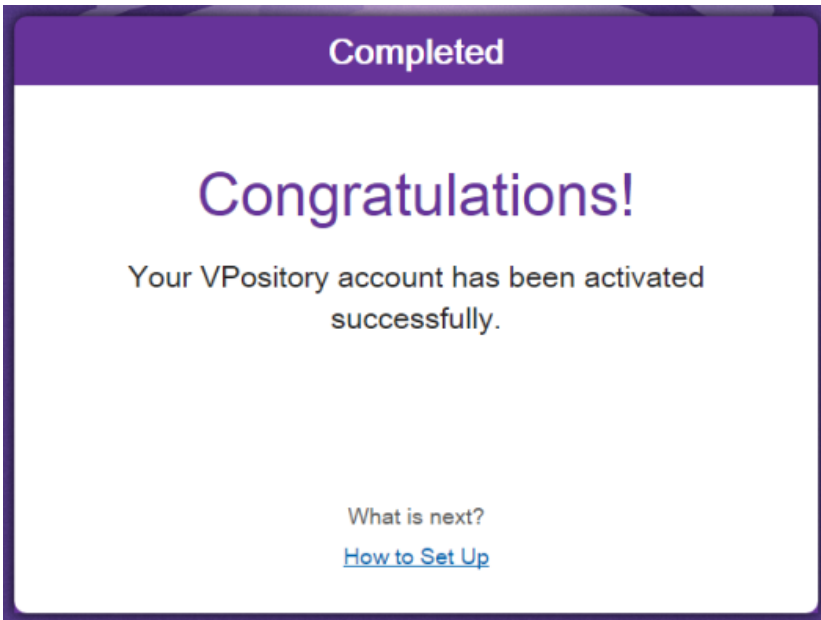 Completed
Congratulations!
Your VPository account has been activated
successfully.
What is next?
How to Set Up